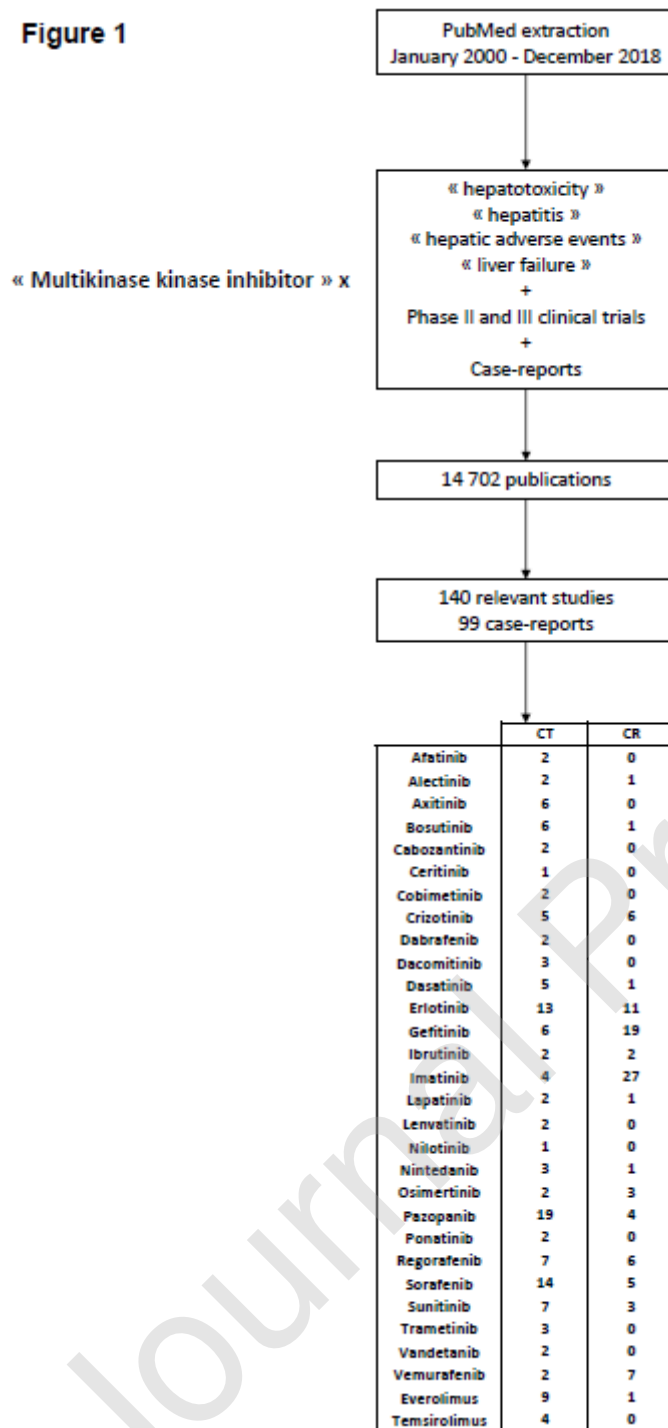 Figure 1
PubMed extraction
January 2000 - December 2018
« hepatotoxicity »
« hepatitis »
« hepatic adverse events »
« liver failure »
+
Phase II and III clinical trials
+
Case-reports
« Multikinase kinase inhibitor » x
14 702 publications
140 relevant studies
99 case-reports
CT CR
Afatinib 2 0
Alectinib 2 1
Axitinib 6 0
Bosutinib 6 1
Cabozantinib 2 0
Ceritinib 1 0
Cobimetinib 2 0
Crizotinib 5 6
Dabrafenib 2 0
Dacomitinib 3 0
Dasatinib 5 1
Erlotinib 13 11
Gefitinib 6 19
Ibrutinib 2 2
Imatinib 4 27
Lapatinib 2 1
Lenvatinib 2 0
Nilotinib 1 0
Nintedanib 3 1
Osimertinib 2 3
Pazopanib 19 4
Ponatinib 2 0
Regorafenib 7 6
Sorafenib 14 5
Sunitinib 7 3
Trametinib 3 0
Vandetanib 2 0
Vemurafenib 2 7
Everolimus 9 1
Temsirolimus 4 0
Journal Pr